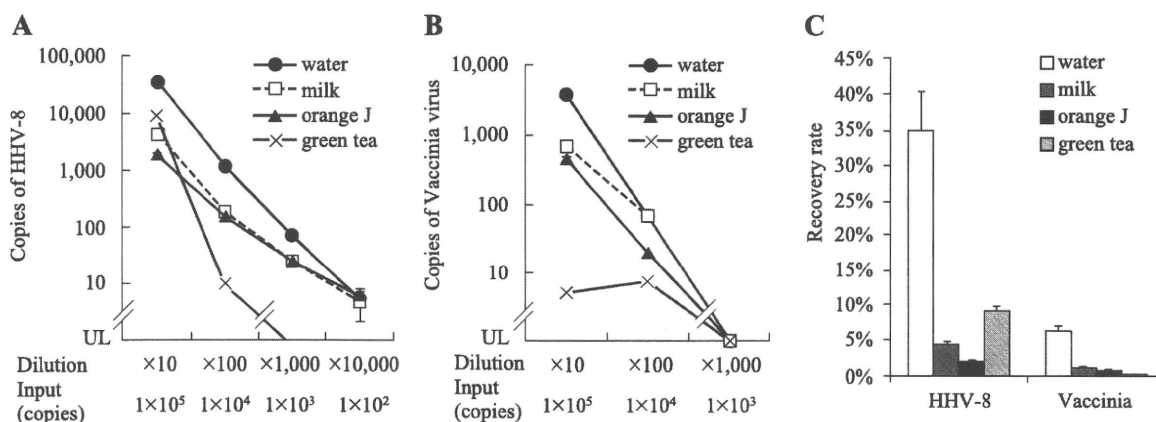 A
Copies of HHV-8
100,000
10,000
1,000
100
10
UL
water
milk
orange J
green tea
Dilution ×10 ×100 ×1,000 ×10,000
Input
(copies) 1×10⁵ 1×10⁴ 1×10³ 1×10²
B
Copies of Vaccinia virus
10,000
1,000
100
10
UL
water
milk
orange J
green tea
Dilution ×10 ×100 ×1,000
Input
(copies) 1×10⁵ 1×10⁴ 1×10³
C
Recovery rate
45%
40%
35%
30%
25%
20%
15%
10%
5%
0%
water
milk
orange J
green tea
HHV-8 Vaccinia